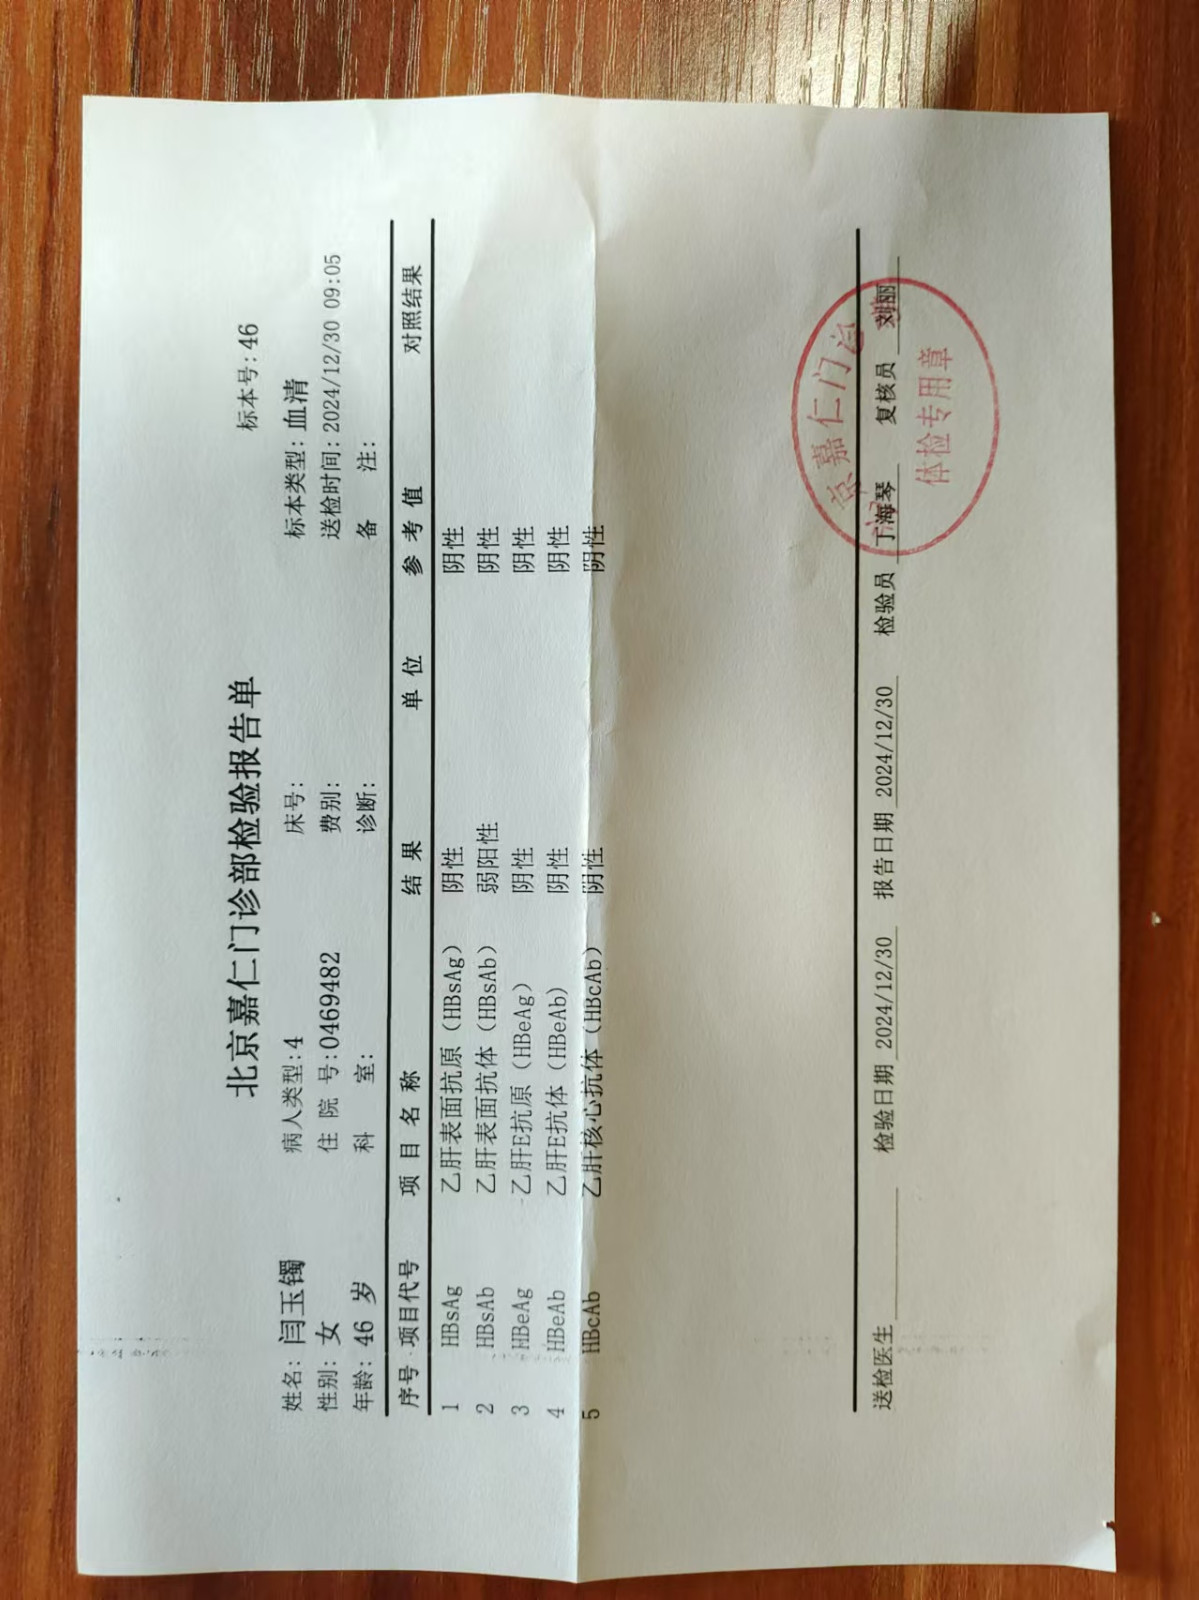 北京嘉仁门诊部检验报告单
标本号:46
姓名: 闫玉镯 病人类型:4 床号: 标本类型: 血清
性别: 女 住 院 号:0469482 费别: 送检时间: 2024/12/30 09:05
年龄: 46 岁 科 室: 诊断: 备 注:
序号 项目代号 项 目 名 称 结 果 单 位 参 考 值 对照结果
1 HBsAg 乙肝表面抗原 (HBsAg) 阴性 阴性
2 HBsAb 乙肝表面抗体 (HBsAb) 弱阳性 阴性
3 HBeAg 乙肝E抗原 (HBeAg) 阴性 阴性
4 HBeAb 乙肝E抗体 (HBeAb) 阴性 阴性
5 HBcAb 乙肝核心抗体 (HBcAb) 阴性 阴性
送检医生 检验日期 2024/12/30 报告日期 2024/12/30 检验员 丁海琴 复核员 刘丽
京嘉仁门诊
体检专用章